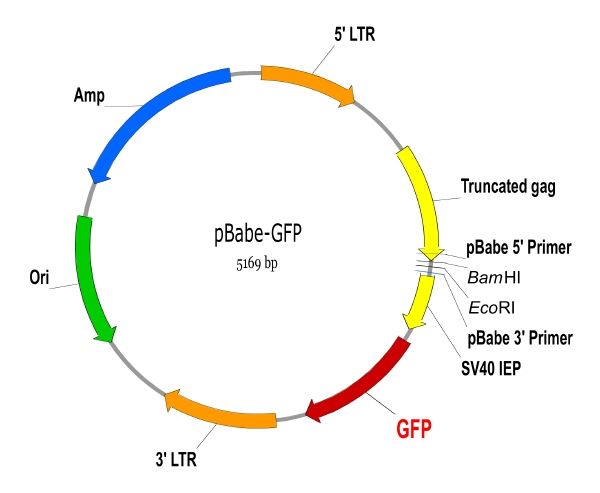 5' LTR
Amp
Truncated gag
pBabe-GFP
5169 bp
pBabe 5' Primer
BamHI
Ori
EcoRI
pBabe 3' Primer
SV40 IEP
GFP
3' LTR